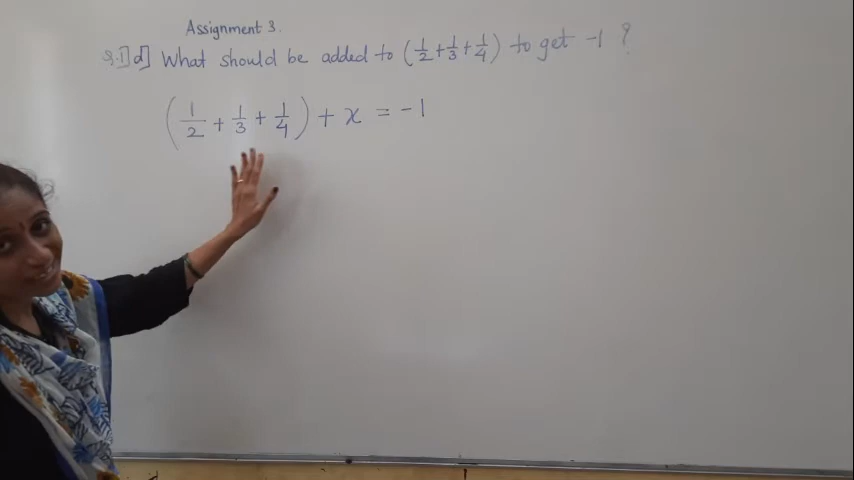 Assignment 3.
Q.1] d] What should be added to (1/2 + 1/3 + 1/4) to get -1 ?
(1/2 + 1/3 + 1/4) + x = -1